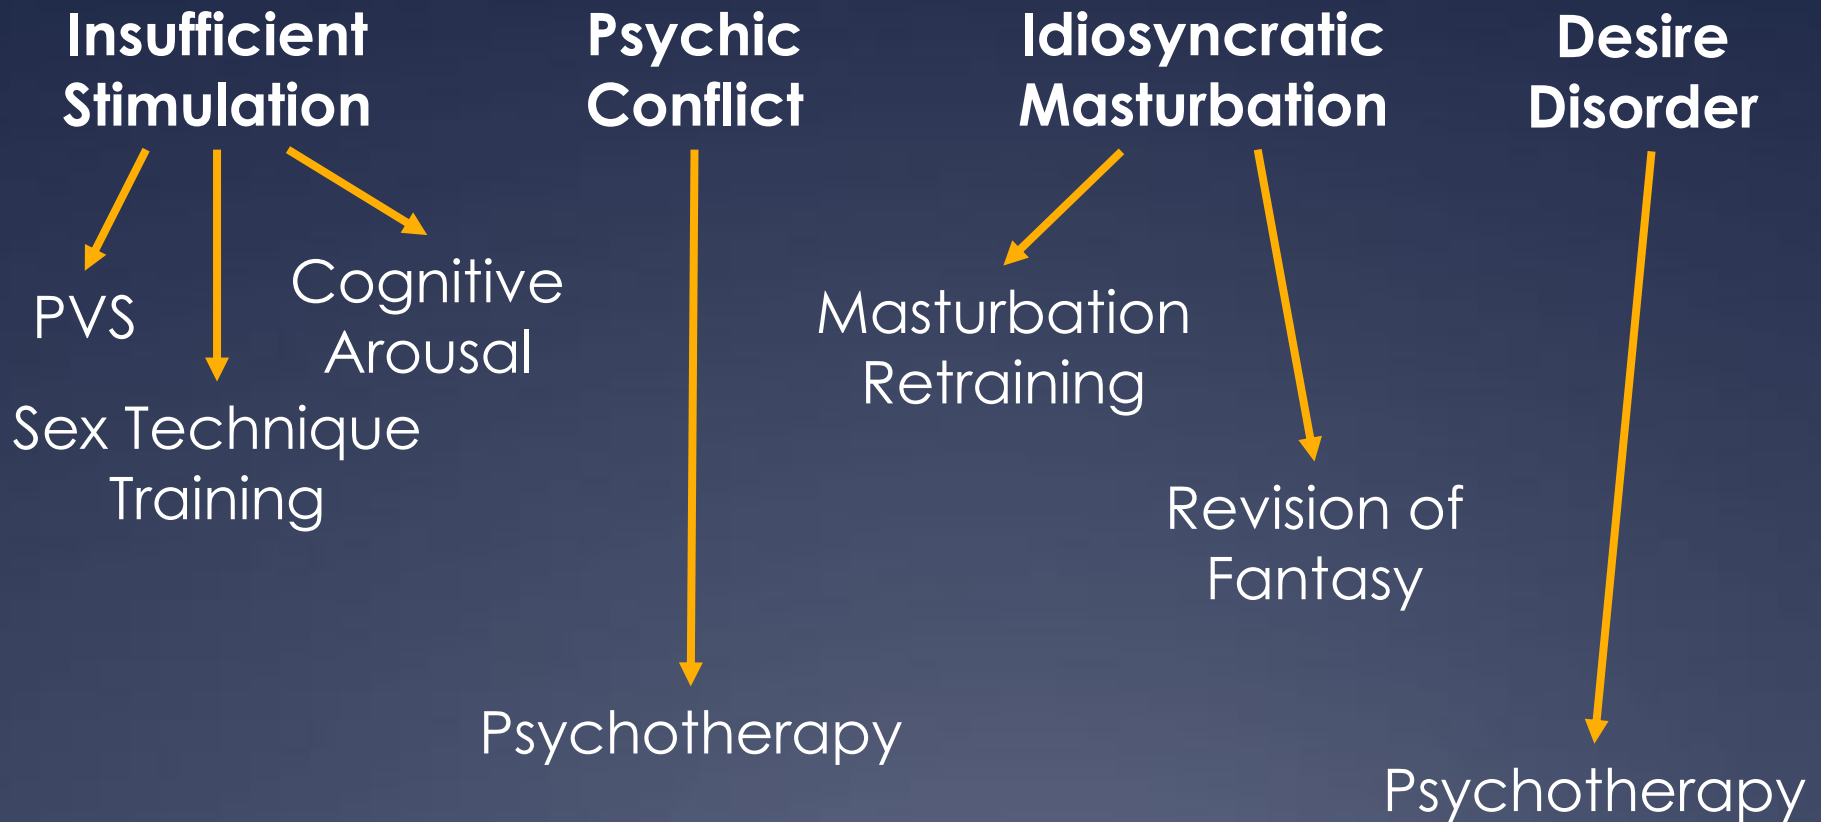 Insufficient
Stimulation
Psychic
Conflict
Idiosyncratic
Masturbation
Desire
Disorder
PVS
Cognitive
Arousal
Sex Technique
Training
Masturbation
Retraining
Revision of
Fantasy
Psychotherapy
Psychotherapy